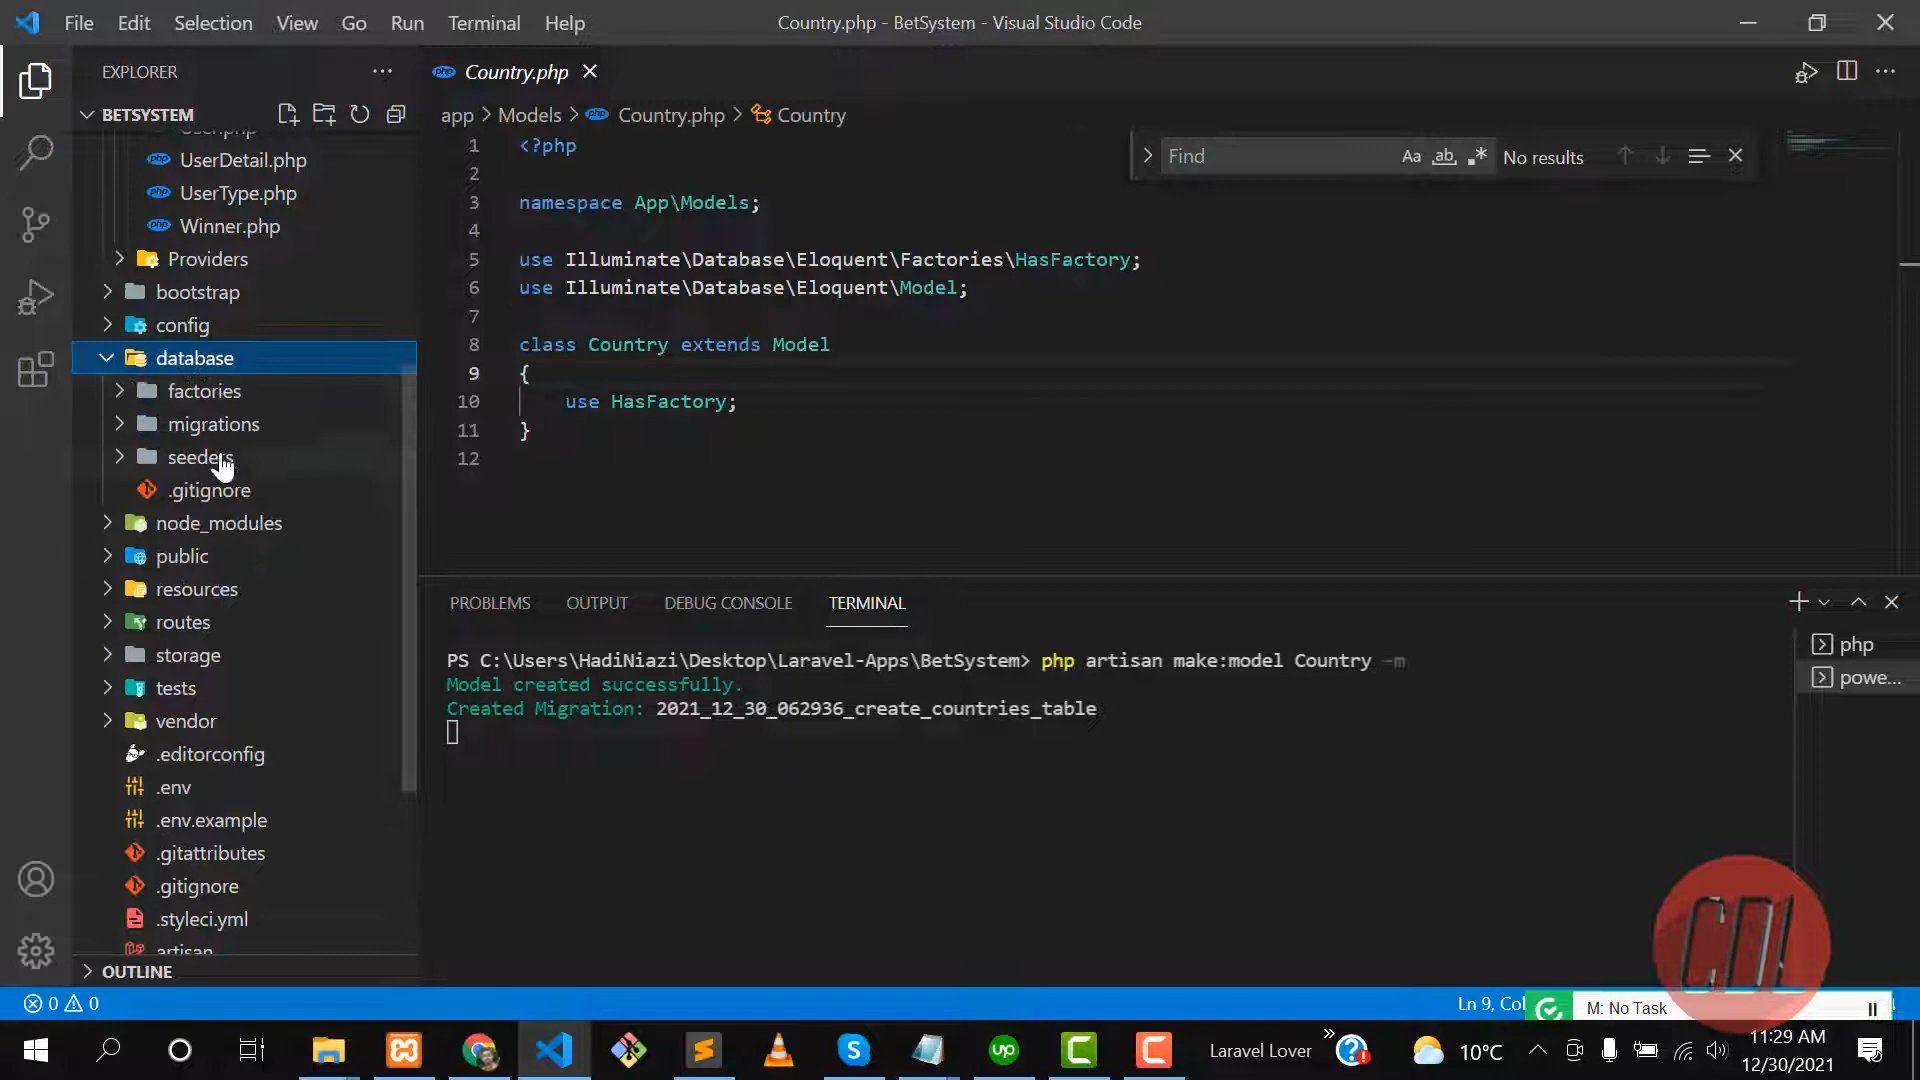 File Edit Selection View Go Run Terminal Help
Country.php - BetSystem - Visual Studio Code
EXPLORER
BETSYSTEM
User.php
UserDetail.php
UserType.php
Winner.php
Providers
bootstrap
config
database
factories
migrations
seeders
.gitignore
node_modules
public
resources
routes
storage
tests
vendor
.editorconfig
.env
.env.example
.gitattributes
.gitignore
.styleci.yml
artisan
OUTLINE
Country.php
app > Models > Country.php > Country
Find
Aa ab .* No results
1 <?php
2
3 namespace App\Models;
4
5 use Illuminate\Database\Eloquent\Factories\HasFactory;
6 use Illuminate\Database\Eloquent\Model;
7
8 class Country extends Model
9 {
10 use HasFactory;
11 }
12
PROBLEMS OUTPUT DEBUG CONSOLE TERMINAL
PS C:\Users\HadiNiazi\Desktop\Laravel-Apps\BetSystem> php artisan make:model Country -m
Model created successfully.
Created Migration: 2021_12_30_062936_create_countries_table
php
powe...
0 0
Ln 9, Col
M: No Task
up
Laravel Lover
10°C
11:29 AM
12/30/2021